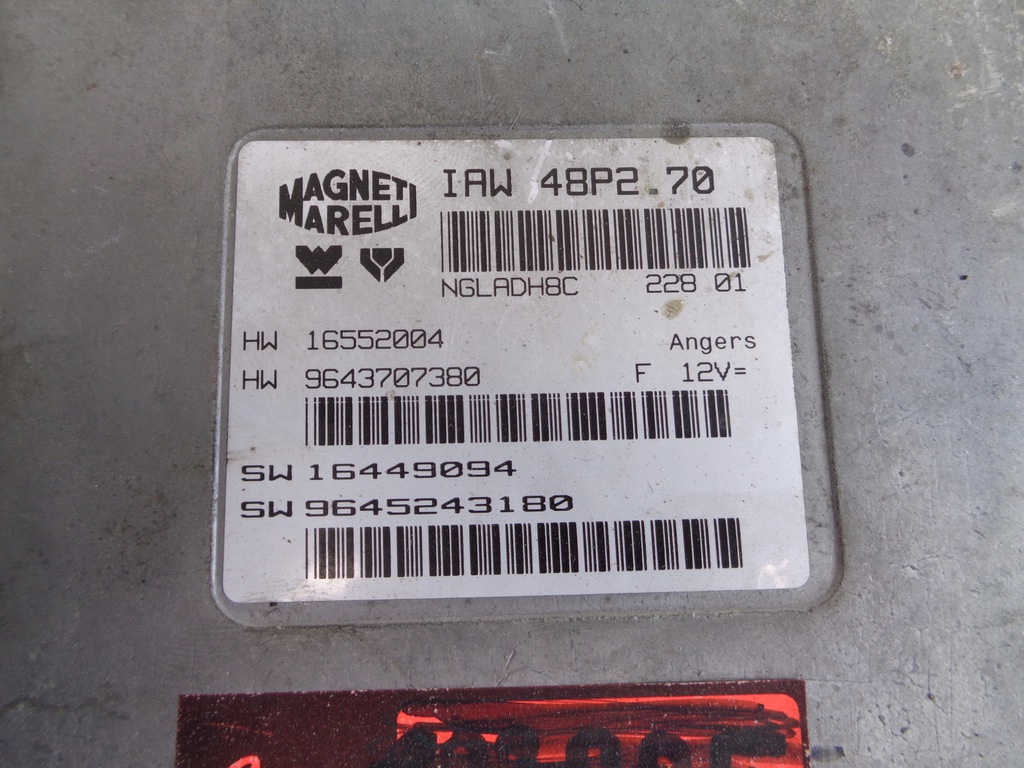 MAGNETI
MARELLI
IAW 48P2.70
NGLADH8C 228 01
HW 16552004 Angers
HW 9643707380 F 12V=
SW 16449094
SW 9645243180